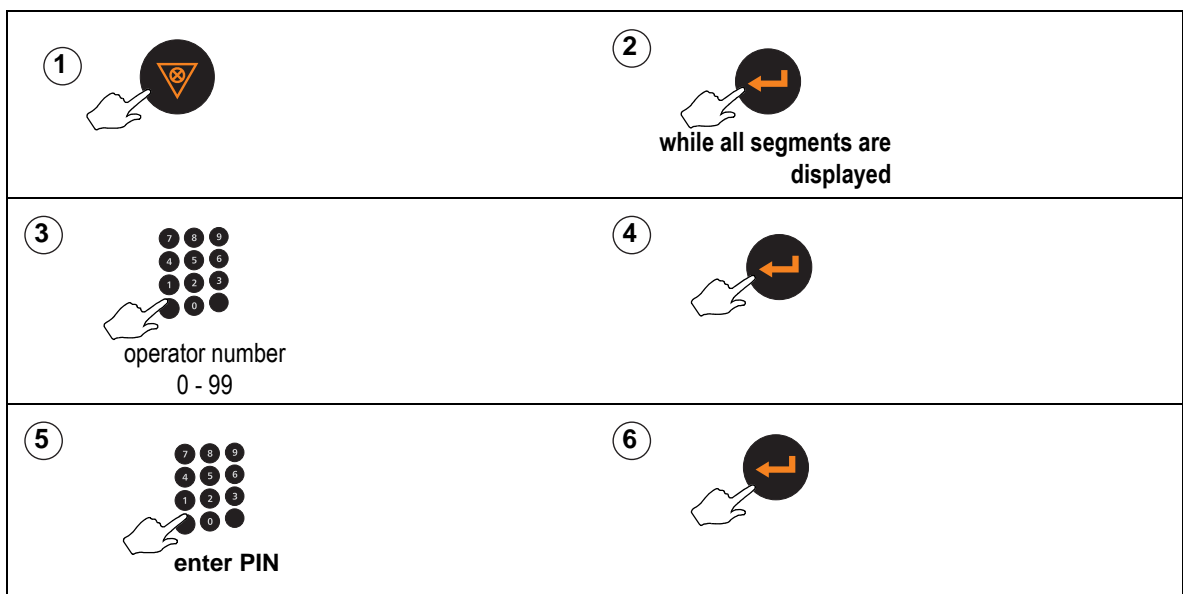 1
2
while all segments are
displayed
3
7 8 9
4 5 6
1 2 3
0
operator number
0 - 99
4
5
7 8 9
4 5 6
1 2 3
0
enter PIN
6